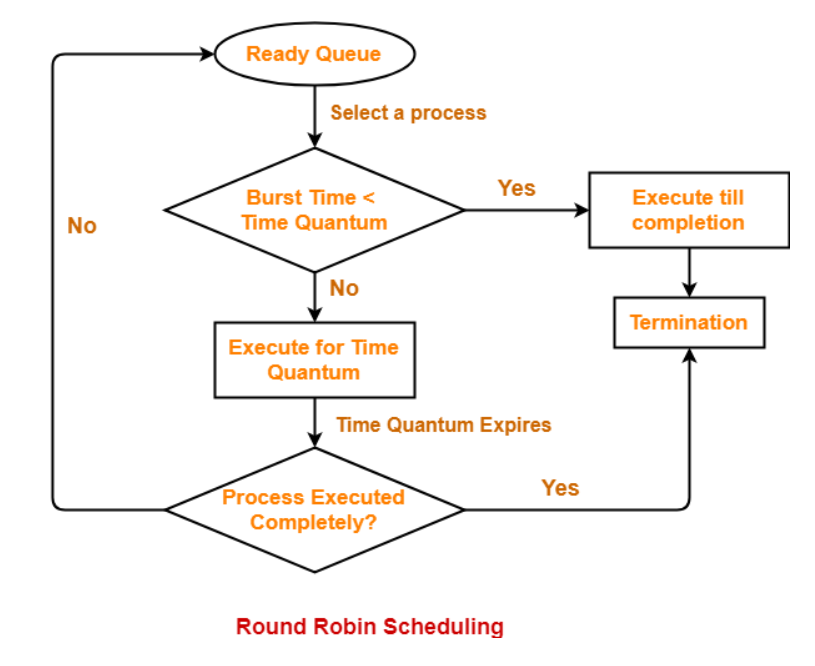 Ready Queue
Select a process
Burst Time <
Time Quantum
Yes
Execute till
completion
No
No
Termination
Execute for Time
Quantum
Time Quantum Expires
Process Executed
Completely?
Yes
Round Robin Scheduling